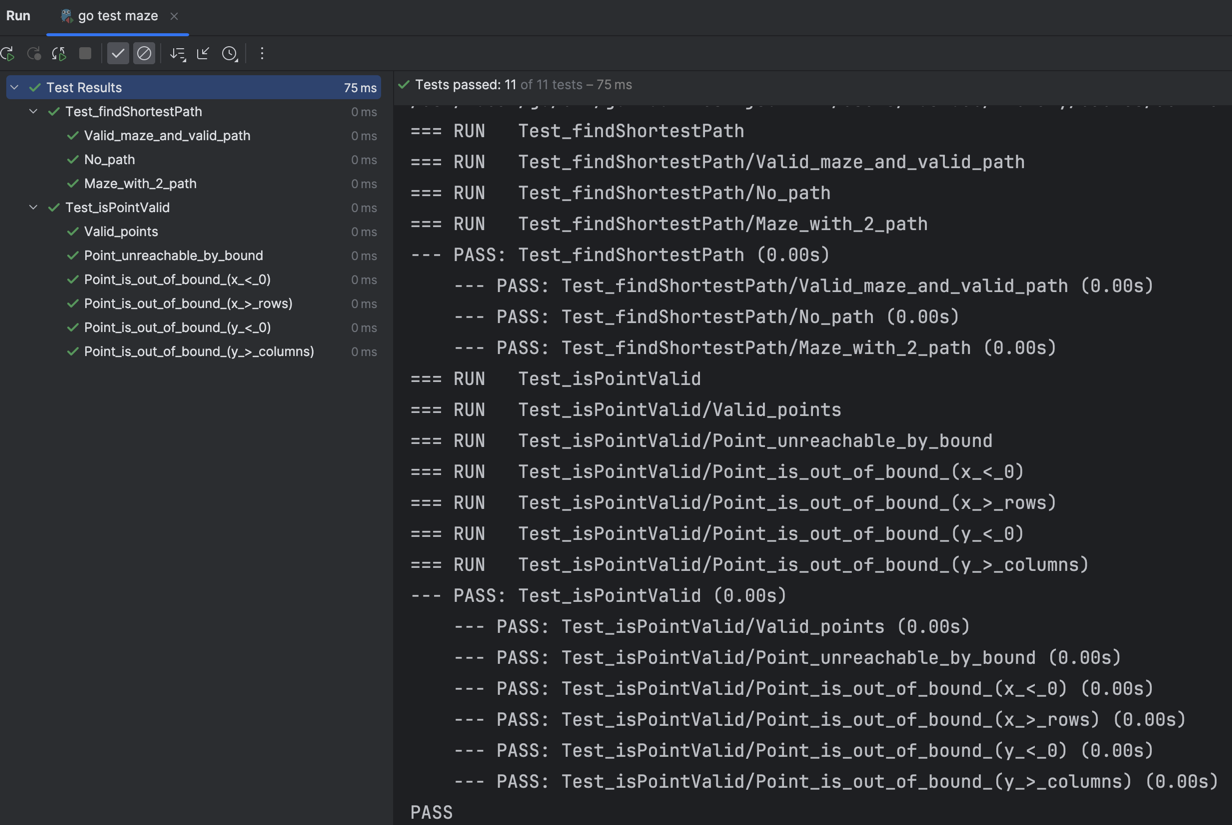 Run go test maze
Test Results 75 ms
Test_findShortestPath 0 ms
Valid_maze_and_valid_path 0 ms
No_path 0 ms
Maze_with_2_path 0 ms
Test_isPointValid 0 ms
Valid_points 0 ms
Point_unreachable_by_bound 0 ms
Point_is_out_of_bound_(x_<_0) 0 ms
Point_is_out_of_bound_(x_>_rows) 0 ms
Point_is_out_of_bound_(y_<_0) 0 ms
Point_is_out_of_bound_(y_>_columns) 0 ms
Tests passed: 11 of 11 tests – 75 ms
=== RUN   Test_findShortestPath
=== RUN   Test_findShortestPath/Valid_maze_and_valid_path
=== RUN   Test_findShortestPath/No_path
=== RUN   Test_findShortestPath/Maze_with_2_path
--- PASS: Test_findShortestPath (0.00s)
    --- PASS: Test_findShortestPath/Valid_maze_and_valid_path (0.00s)
    --- PASS: Test_findShortestPath/No_path (0.00s)
    --- PASS: Test_findShortestPath/Maze_with_2_path (0.00s)
=== RUN   Test_isPointValid
=== RUN   Test_isPointValid/Valid_points
=== RUN   Test_isPointValid/Point_unreachable_by_bound
=== RUN   Test_isPointValid/Point_is_out_of_bound_(x_<_0)
=== RUN   Test_isPointValid/Point_is_out_of_bound_(x_>_rows)
=== RUN   Test_isPointValid/Point_is_out_of_bound_(y_<_0)
=== RUN   Test_isPointValid/Point_is_out_of_bound_(y_>_columns)
--- PASS: Test_isPointValid (0.00s)
    --- PASS: Test_isPointValid/Valid_points (0.00s)
    --- PASS: Test_isPointValid/Point_unreachable_by_bound (0.00s)
    --- PASS: Test_isPointValid/Point_is_out_of_bound_(x_<_0) (0.00s)
    --- PASS: Test_isPointValid/Point_is_out_of_bound_(x_>_rows) (0.00s)
    --- PASS: Test_isPointValid/Point_is_out_of_bound_(y_<_0) (0.00s)
    --- PASS: Test_isPointValid/Point_is_out_of_bound_(y_>_columns) (0.00s)
PASS